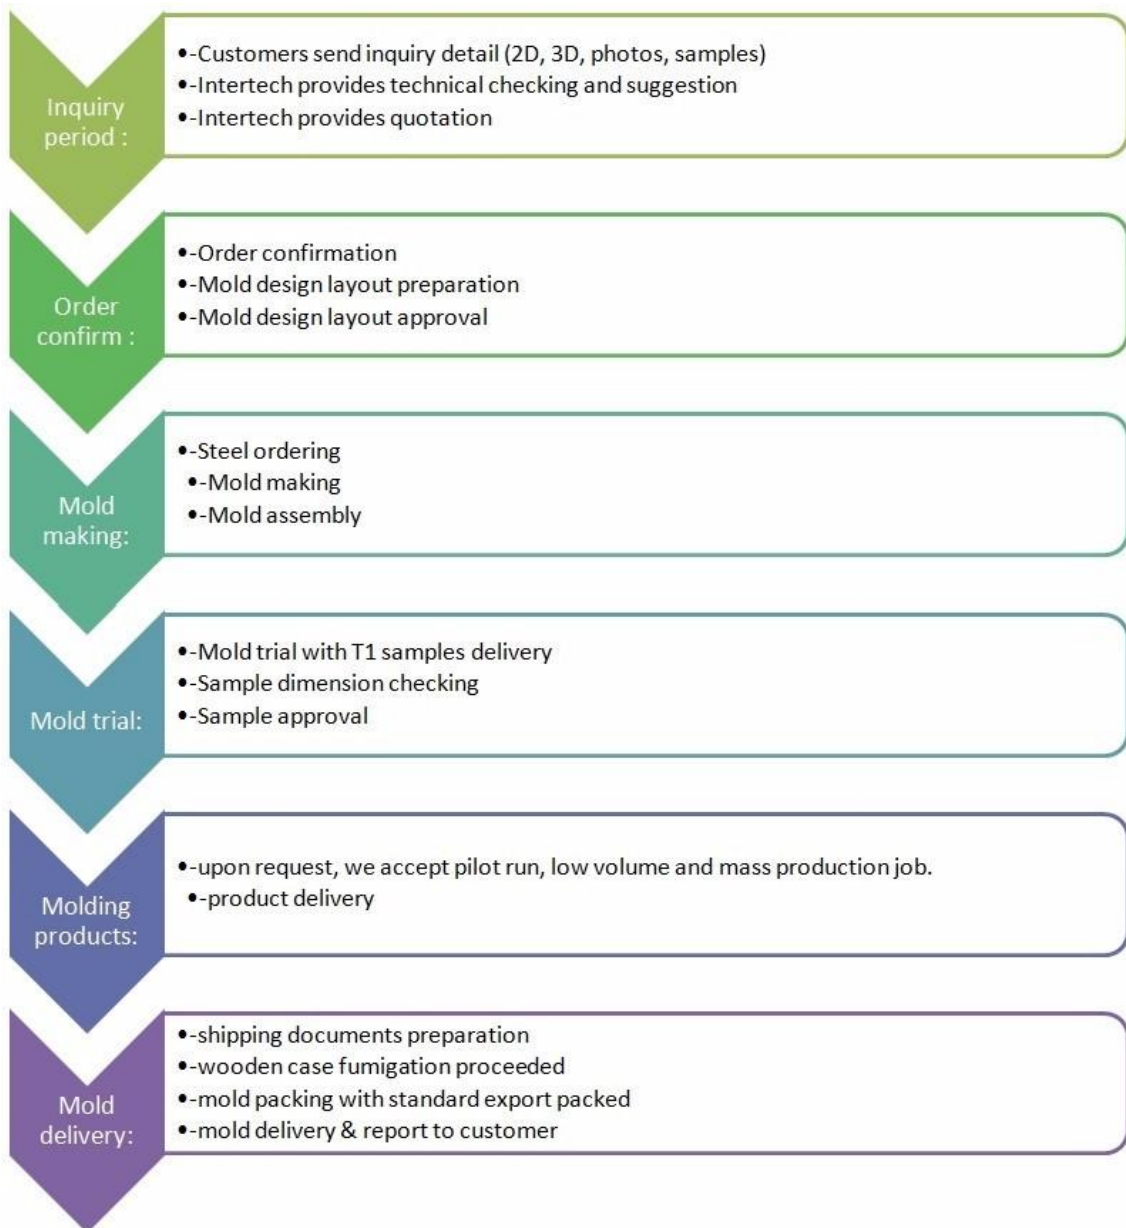 Inquiry
period :
•-Customers send inquiry detail (2D, 3D, photos, samples)
•-Intertech provides technical checking and suggestion
•-Intertech provides quotation
Order
confirm :
•-Order confirmation
•-Mold design layout preparation
•-Mold design layout approval
Mold
making:
•-Steel ordering
•-Mold making
•-Mold assembly
Mold trial:
•-Mold trial with T1 samples delivery
•-Sample dimension checking
•-Sample approval
Molding
products:
•-upon request, we accept pilot run, low volume and mass production job.
•-product delivery
Mold
delivery:
•-shipping documents preparation
•-wooden case fumigation proceeded
•-mold packing with standard export packed
•-mold delivery & report to customer